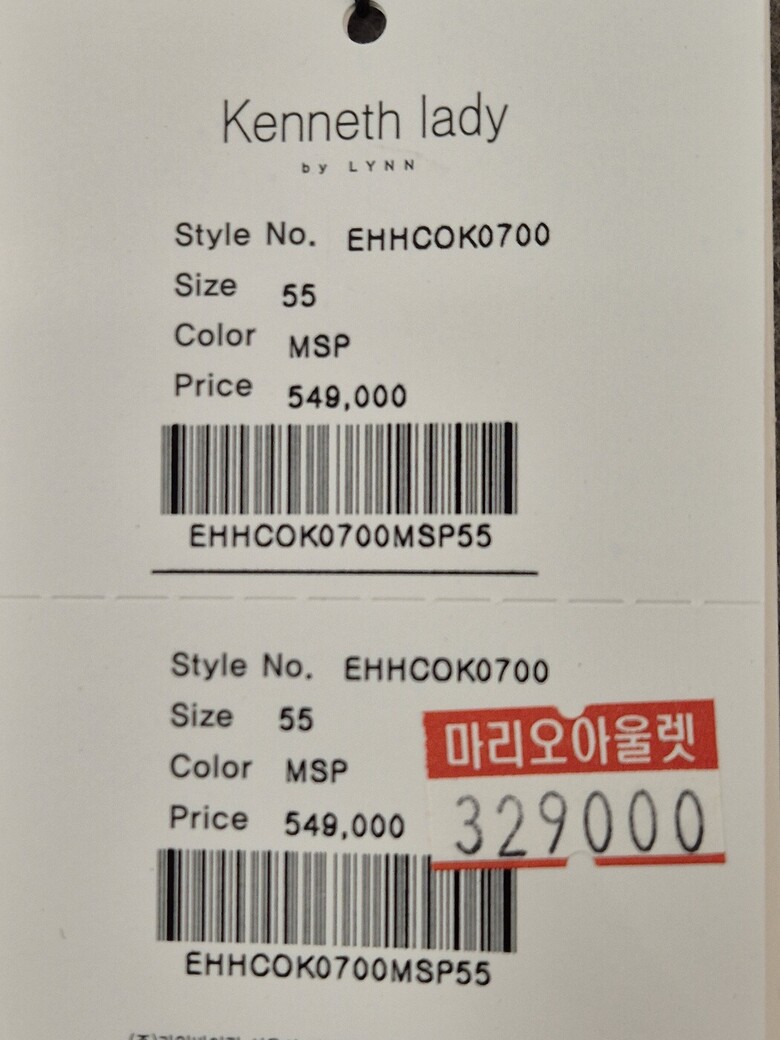 Kenneth lady
by LYNN
Style No. EHHCOK0700
Size 55
Color MSP
Price 549,000
EHHCOK0700MSP55
Style No. EHHCOK0700
Size 55
마리오아울렛
Color MSP
329000
Price 549,000
EHHCOK0700MSP55